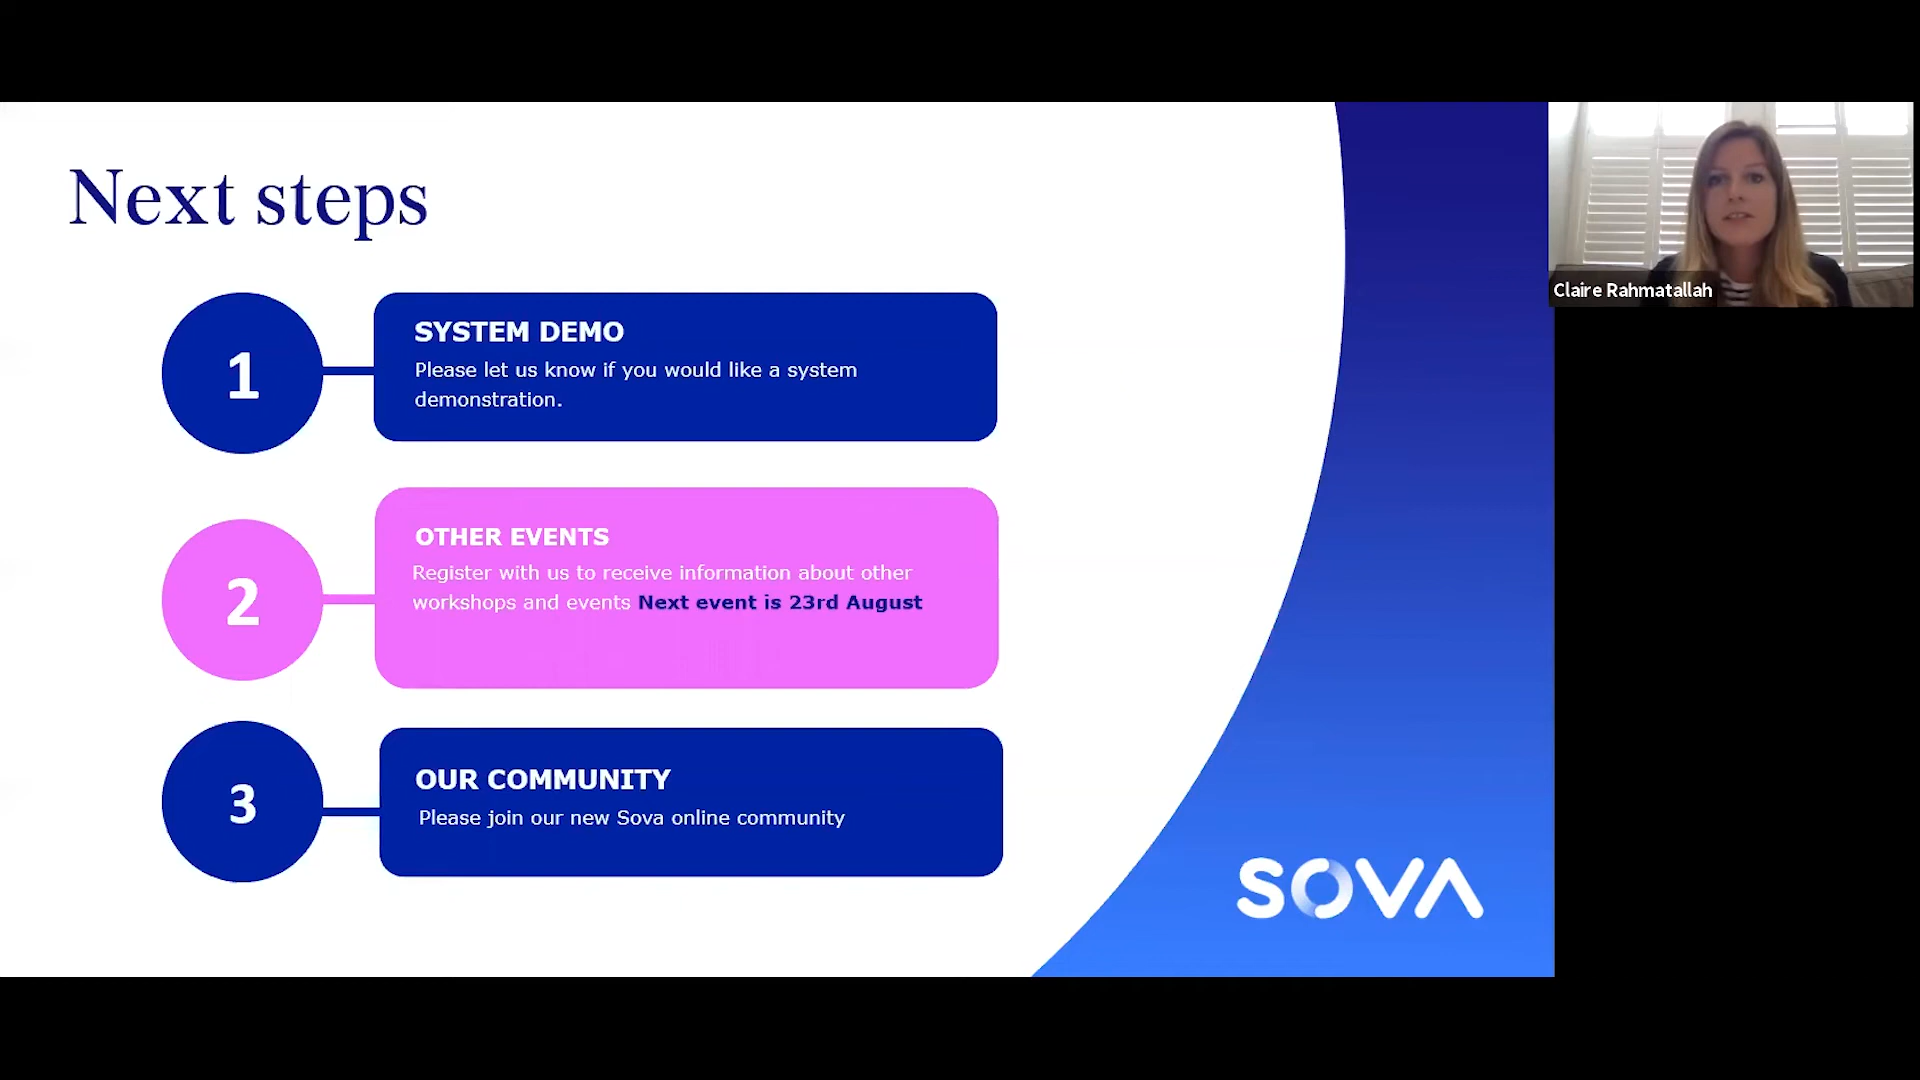 Next steps
1
SYSTEM DEMO
Please let us know if you would like a system
demonstration.
2
OTHER EVENTS
Register with us to receive information about other
workshops and events Next event is 23rd August
3
OUR COMMUNITY
Please join our new Sova online community
SOVA
Claire Rahmatallah